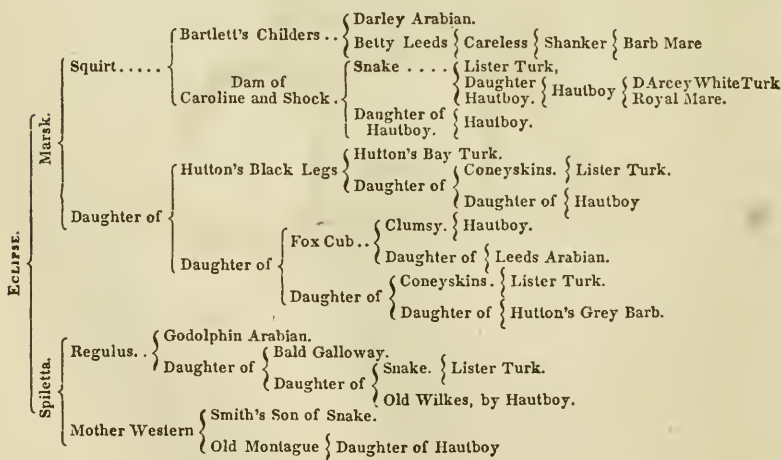 ECLIPSE.
Marsk.
Squirt.....
Bartlett's Childers..
Darley Arabian.
Betty Leeds { Careless { Shanker { Barb Mare
Dam of
Caroline and Shock.
Snake ....
Lister Turk,
Daughter
Hautboy.
Hautboy
D Arcey White Turk
Royal Mare.
Daughter of
Hautboy.
Hautboy.
Daughter of
Hutton's Black Legs
Hutton's Bay Turk.
Daughter of
Coneyskins. { Lister Turk.
Daughter of { Hautboy
Daughter of
Fox Cub..
Clumsy. { Hautboy.
Daughter of { Leeds Arabian.
Daughter of
Coneyskins. { Lister Turk.
Daughter of { Hutton's Grey Barb.
Spiletta.
Regulus..
Godolphin Arabian.
Daughter of
Bald Galloway.
Daughter of
Snake. { Lister Turk.
Old Wilkes, by Hautboy.
Mother Western
Smith's Son of Snake.
Old Montague { Daughter of Hautboy